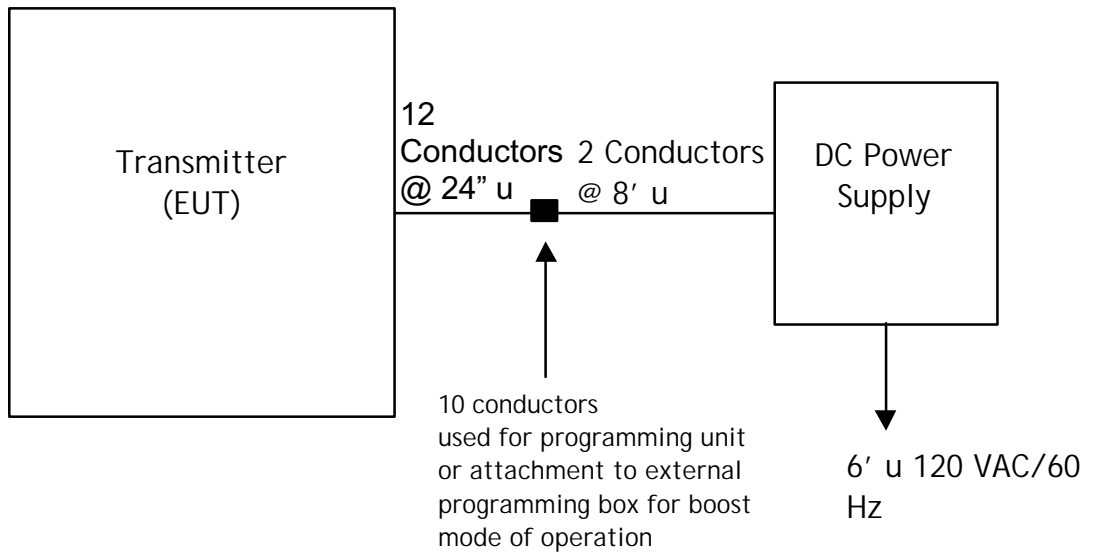 Transmitter
(EUT)
12
Conductors
@ 24” u
2 Conductors
@ 8′ u
DC Power
Supply
10 conductors
used for programming unit
or attachment to external
programming box for boost
mode of operation
6′ u 120 VAC/60
Hz